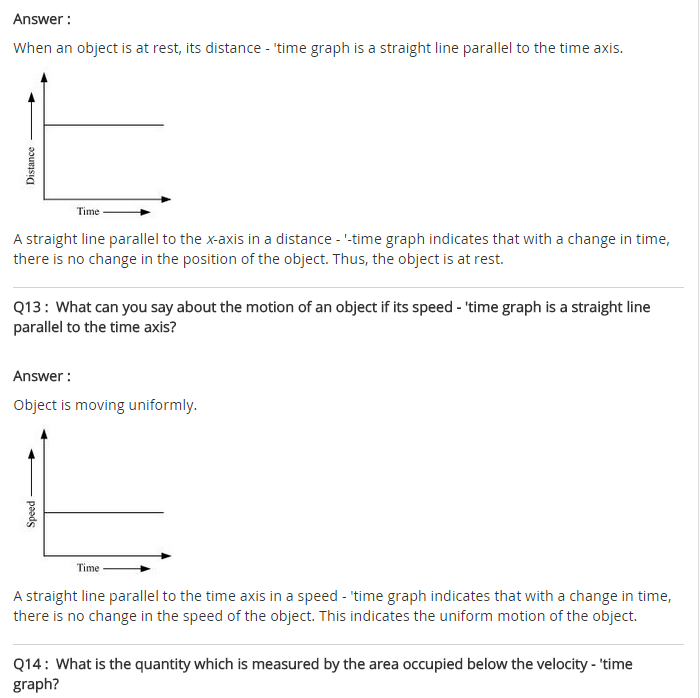 Answer :
When an object is at rest, its distance - 'time graph is a straight line parallel to the time axis.
Distance
Time
A straight line parallel to the x-axis in a distance - '-time graph indicates that with a change in time,
there is no change in the position of the object. Thus, the object is at rest.
Q13 : What can you say about the motion of an object if its speed - 'time graph is a straight line
parallel to the time axis?
Answer :
Object is moving uniformly.
Speed
Time
A straight line parallel to the time axis in a speed - 'time graph indicates that with a change in time,
there is no change in the speed of the object. This indicates the uniform motion of the object.
Q14 : What is the quantity which is measured by the area occupied below the velocity - 'time
graph?